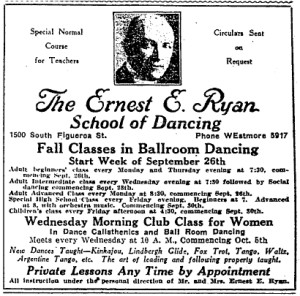 Special Normal
Course
for Teachers
Circulars Sent
on
Request
The Ernest E. Ryan
School of Dancing
1500 South Figueroa St. Phone WEstmore 5917
Fall Classes in Ballroom Dancing
Start Week of September 26th
Adult Beginners' class every Monday and Thursday evening at 7:30, commencing Sept. 26th.
Adult Intermediate class every Wednesday evening at 7:30 followed by Social dancing commencing Sept. 28th.
Adult Advanced Class every Monday at 8:30, commencing Sept. 26th.
Special High School Class every Friday evening. Beginners at 7. Advanced at 8, with orchestra music. Commencing Sept. 30th.
Children's class every Friday afternoon at 4:30, commencing Sept. 30th.
Wednesday Morning Club Class for Women
In Dance Calisthenics and Ball Room Dancing
Meets every Wednesday at 10 A. M., Commencing Oct. 5th
New Dances Taught—Kinkajou, Lindbergh Glide, Fox Trot, Tango, Waltz,
Argentine Tango, etc. The art of leading and following properly taught.
Private Lessons Any Time by Appointment
All instruction under the personal direction of Mr. and Mrs. Ernest E. Ryan.